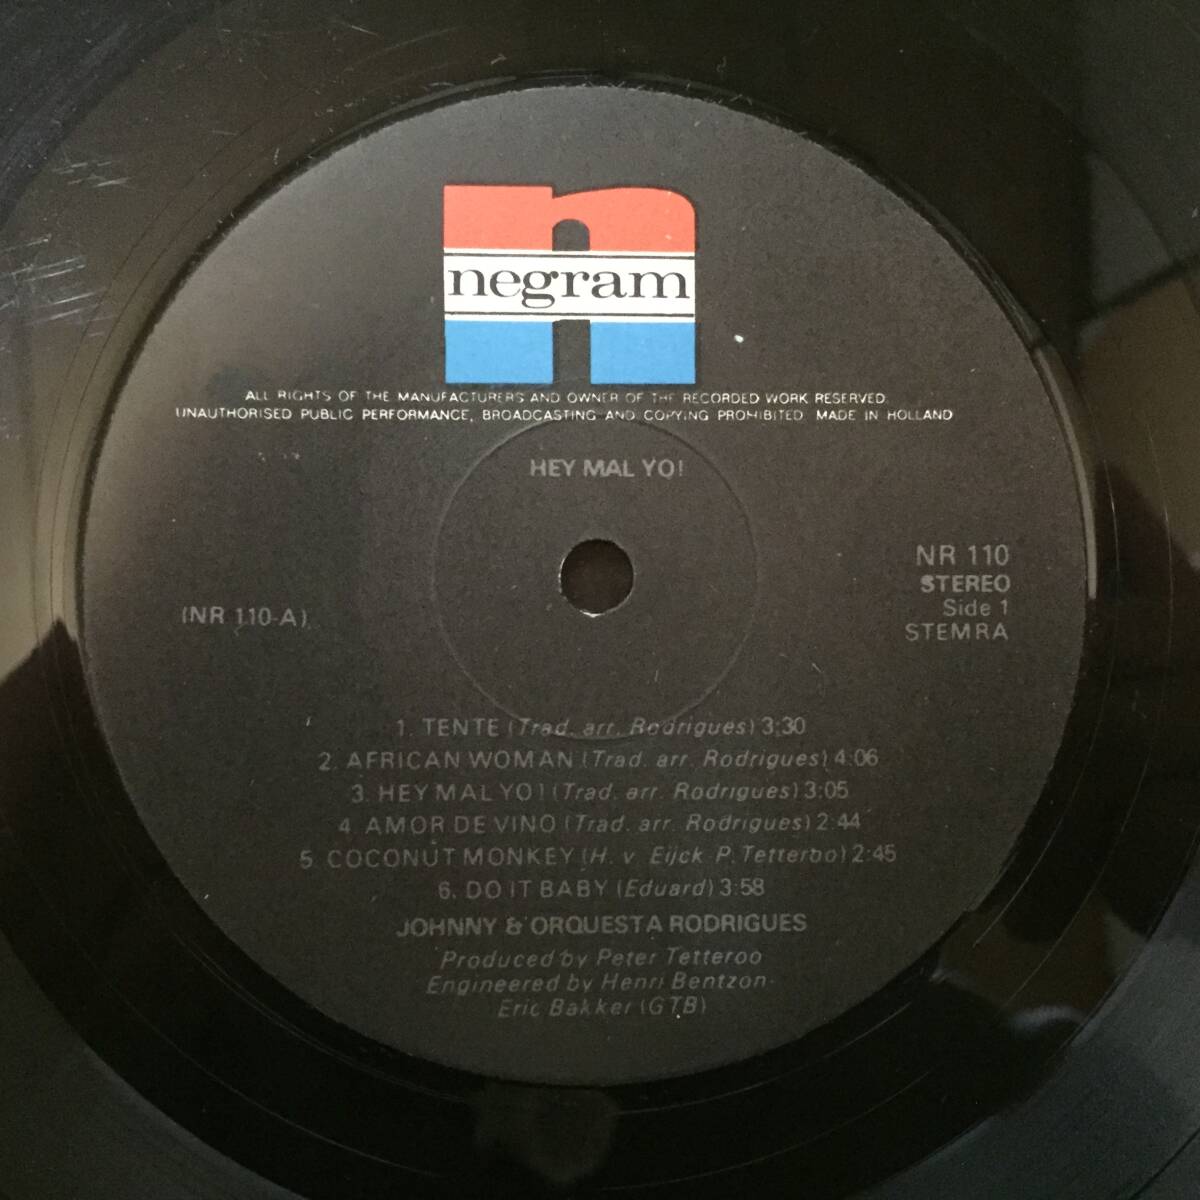 negram
ALL RIGHTS OF THE MANUFACTURERS AND OWNER OF THE RECORDED WORK RESERVED.
UNAUTHORISED PUBLIC PERFORMANCE, BROADCASTING AND COPYING PROHIBITED MADE IN HOLLAND
HEY MAL YO!
NR 110
STEREO
Side 1
STEMRA
(NR 110-A)
1. TENTE (Trad. arr. Rodrigues) 3:30
2. AFRICAN WOMAN (Trad. arr. Rodrigues) 4:06
3. HEY MAL YO! (Trad. arr. Rodrigues) 3:05
4. AMOR DE VINO (Trad. arr. Rodrigues) 2:44
5. COCONUT MONKEY (H. v Eijck P. Tetteroo) 2:45
6. DO IT BABY (Eduard) 3:58
JOHNNY & ORQUESTA RODRIGUES
Produced by Peter Tetteroo
Engineered by Henri Bentzon-
Eric Bakker (GTB)